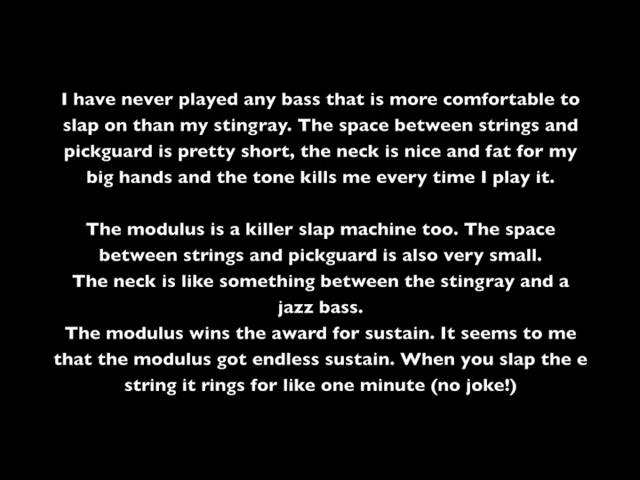 I have never played any bass that is more comfortable to
slap on than my stingray. The space between strings and
pickguard is pretty short, the neck is nice and fat for my
big hands and the tone kills me every time I play it.
The modulus is a killer slap machine too. The space
between strings and pickguard is also very small.
The neck is like something between the stingray and a
jazz bass.
The modulus wins the award for sustain. It seems to me
that the modulus got endless sustain. When you slap the e
string it rings for like one minute (no joke!)